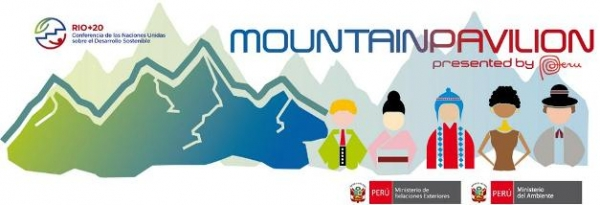 RIO+20
Conferencia de las Naciones Unidas
sobre el Desarrollo Sostenible
MOUNTAINPAVILION
presented by Peru
PERÚ
Ministerio de
Relaciones Exteriores
PERÚ
Ministerio
del Ambiente